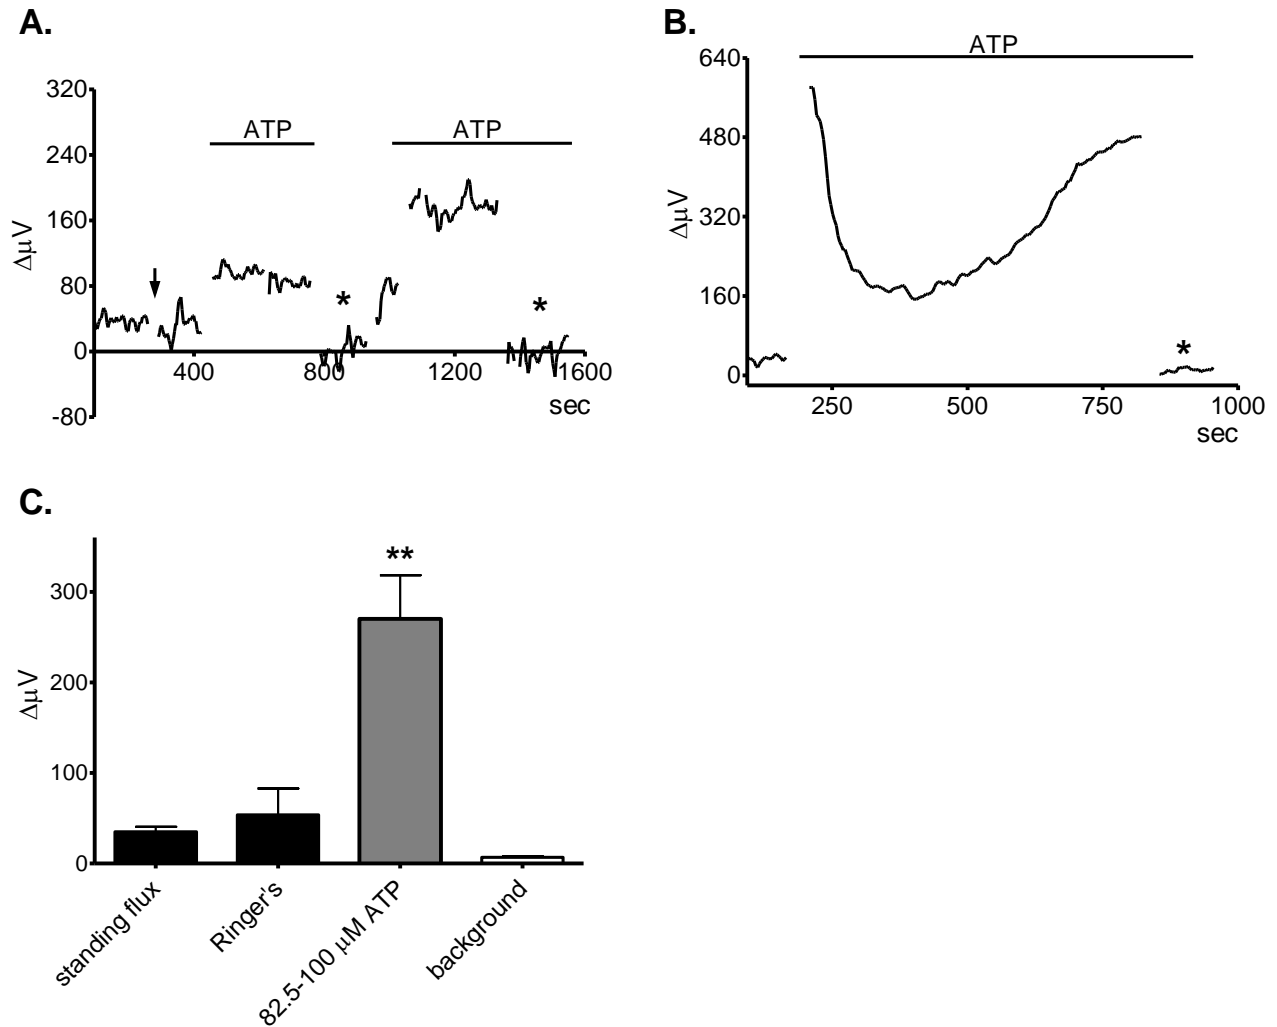 A.
320
ATP
ATP
240
160
ΔμV
80
*
*
0
400
800
1200
1600
sec
-80
B.
ATP
640
480
ΔμV
320
160
*
0
250
500
750
1000
sec
C.
**
300
ΔμV
200
100
0
standing flux
Ringer's
82.5-100 μM ATP
background